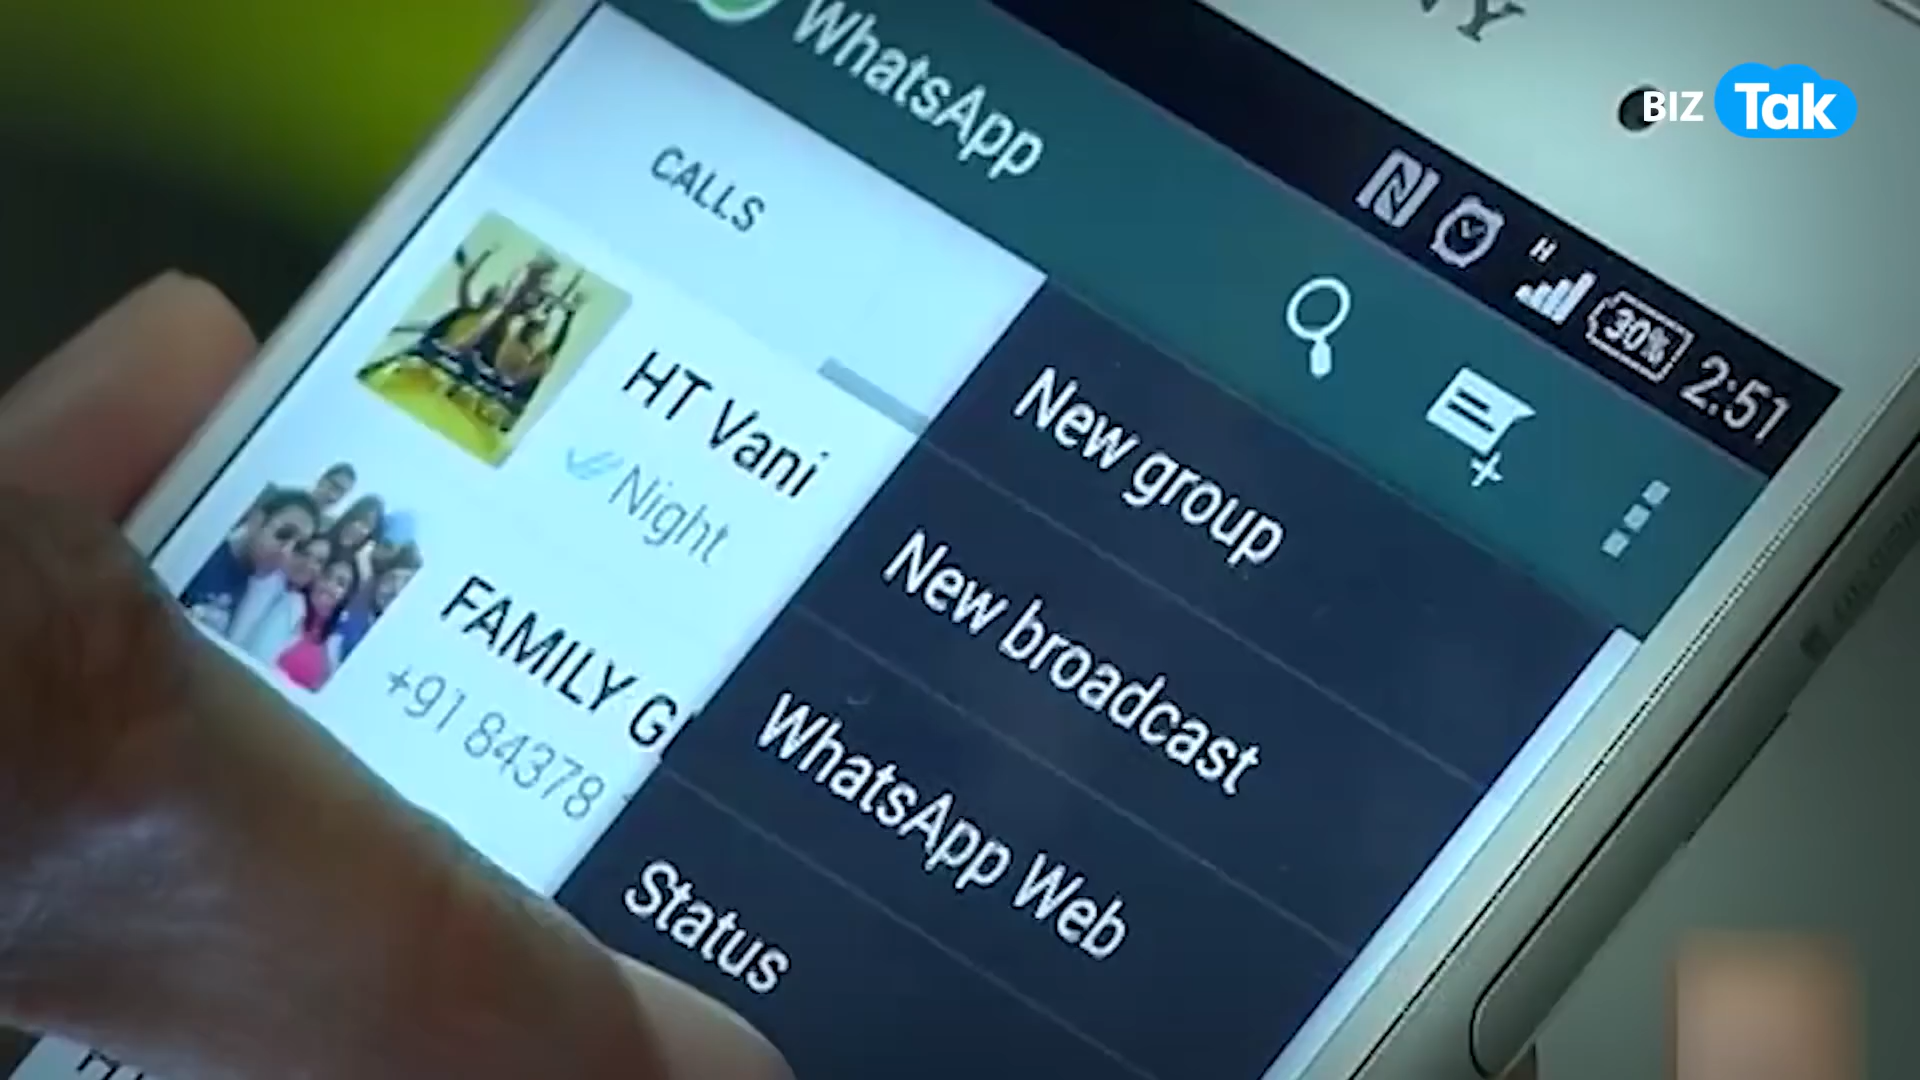 BIZ Tak
WhatsApp
H
30% 2:51
CALLS
HT Vani
Night
FAMILY
+91 84378
New group
New broadcast
WhatsApp Web
Status